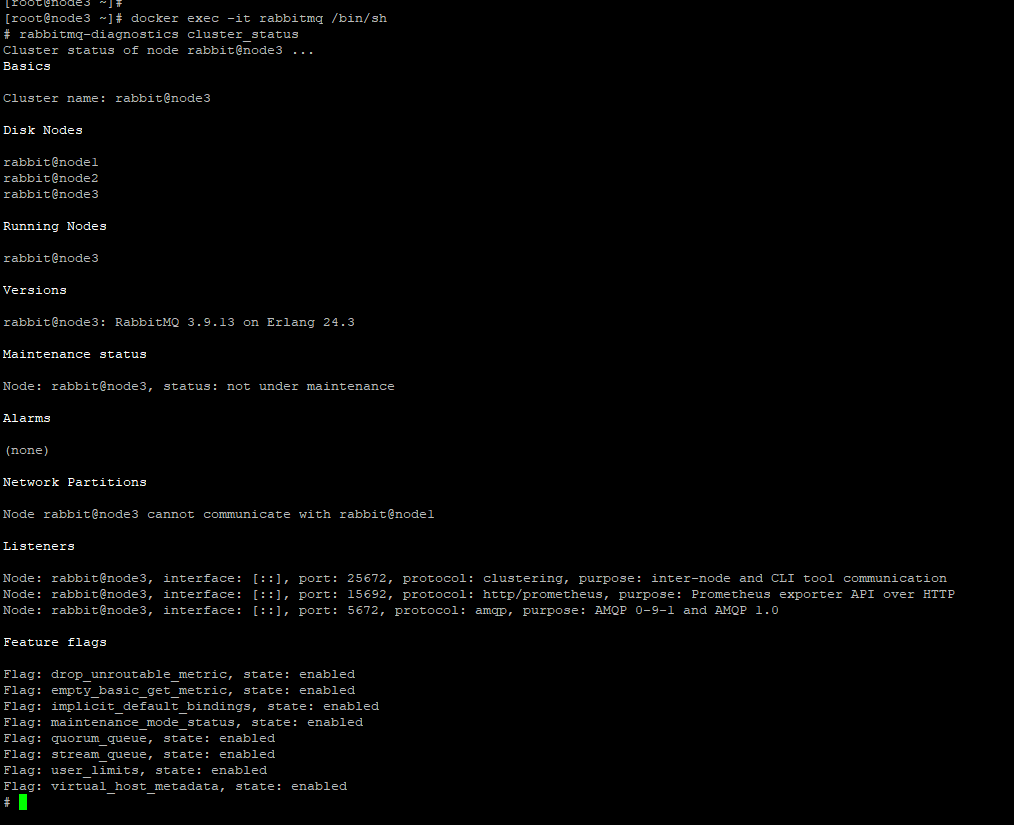 [root@node3 ~]#
[root@node3 ~]# docker exec -it rabbitmq /bin/sh
# rabbitmq-diagnostics cluster_status
Cluster status of node rabbit@node3 ...
Basics
Cluster name: rabbit@node3
Disk Nodes
rabbit@node1
rabbit@node2
rabbit@node3
Running Nodes
rabbit@node3
Versions
rabbit@node3: RabbitMQ 3.9.13 on Erlang 24.3
Maintenance status
Node: rabbit@node3, status: not under maintenance
Alarms
(none)
Network Partitions
Node rabbit@node3 cannot communicate with rabbit@node1
Listeners
Node: rabbit@node3, interface: [::], port: 25672, protocol: clustering, purpose: inter-node and CLI tool communication
Node: rabbit@node3, interface: [::], port: 15692, protocol: http/prometheus, purpose: Prometheus exporter API over HTTP
Node: rabbit@node3, interface: [::], port: 5672, protocol: amqp, purpose: AMQP 0-9-1 and AMQP 1.0
Feature flags
Flag: drop_unroutable_metric, state: enabled
Flag: empty_basic_get_metric, state: enabled
Flag: implicit_default_bindings, state: enabled
Flag: maintenance_mode_status, state: enabled
Flag: quorum_queue, state: enabled
Flag: stream_queue, state: enabled
Flag: user_limits, state: enabled
Flag: virtual_host_metadata, state: enabled
#